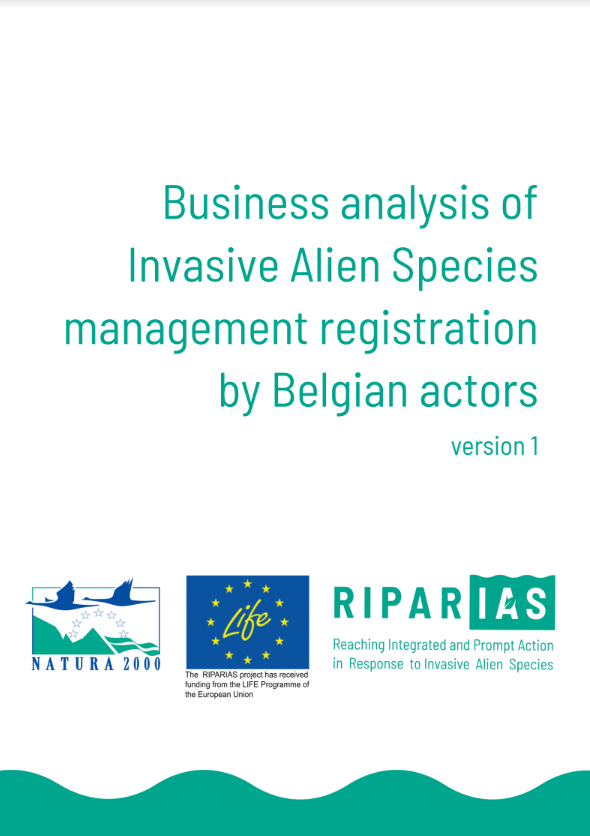 Business analysis of
Invasive Alien Species
management registration
by Belgian actors
version 1
NATURA 2000
Life
The RIPARIAS project has received
funding from the LIFE Programme of
the European Union
RIPARIAS
Reaching Integrated and Prompt Action
in Response to Invasive Alien Species